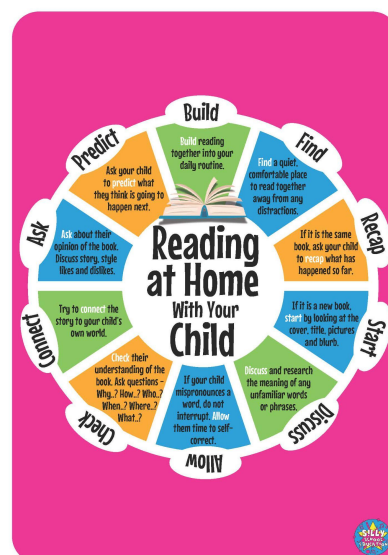 Build
Build reading
together into your
daily routine.
Find
Find a quiet,
comfortable place
to read together
away from any
distractions.
Recap
If it is the same
book, ask your child
to recap what has
happened so far.
Start
If it is a new book,
start by looking at the
cover, title, pictures
and blurb.
Discuss
Discuss and research
the meaning of any
unfamiliar words
or phrases.
Allow
If your child
mispronounces a
word, do not
interrupt. Allow
them time to self-
correct.
Check
Check their
understanding of the
book. Ask questions -
Why..? How..? Who..?
When..? Where..?
What..?
Connect
Try to connect the
story to your child's
own world.
Ask
Ask about their
opinion of the book.
Discuss story, style
likes and dislikes.
Predict
Ask your child
to predict what
they think is going to
happen next.
Reading
at Home
With Your
Child
SILLY
SCHOOL
EDUCATION